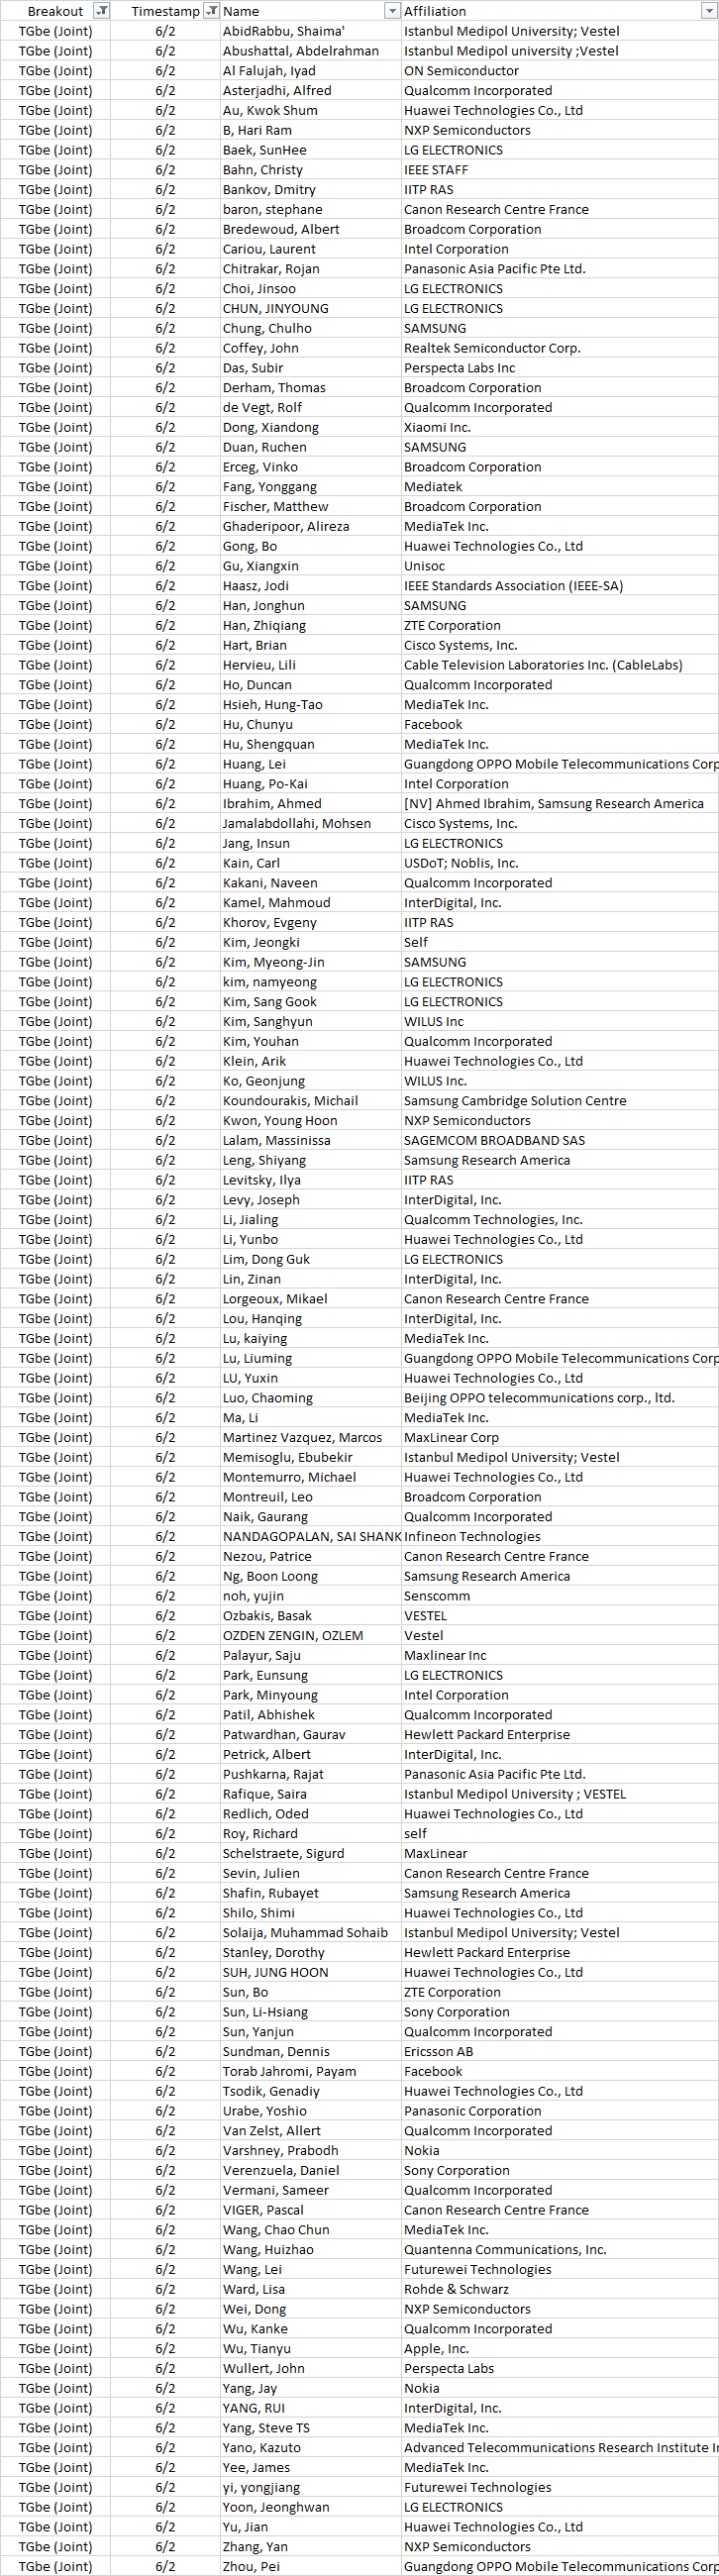 Breakout Timestamp Name Affiliation
TGbe (Joint) 6/2 AbidRabbu, Shaima' Istanbul Medipol University; Vestel
TGbe (Joint) 6/2 Abushattal, Abdelrahman Istanbul Medipol university ;Vestel
TGbe (Joint) 6/2 Al Falujah, Iyad ON Semiconductor
TGbe (Joint) 6/2 Asterjadhi, Alfred Qualcomm Incorporated
TGbe (Joint) 6/2 Au, Kwok Shum Huawei Technologies Co., Ltd
TGbe (Joint) 6/2 B, Hari Ram NXP Semiconductors
TGbe (Joint) 6/2 Baek, SunHee LG ELECTRONICS
TGbe (Joint) 6/2 Bahn, Christy IEEE STAFF
TGbe (Joint) 6/2 Bankov, Dmitry IITP RAS
TGbe (Joint) 6/2 baron, stephane Canon Research Centre France
TGbe (Joint) 6/2 Bredewoud, Albert Broadcom Corporation
TGbe (Joint) 6/2 Cariou, Laurent Intel Corporation
TGbe (Joint) 6/2 Chitrakar, Rojan Panasonic Asia Pacific Pte Ltd.
TGbe (Joint) 6/2 Choi, Jinsoo LG ELECTRONICS
TGbe (Joint) 6/2 CHUN, JINYOUNG LG ELECTRONICS
TGbe (Joint) 6/2 Chung, Chulho SAMSUNG
TGbe (Joint) 6/2 Coffey, John Realtek Semiconductor Corp.
TGbe (Joint) 6/2 Das, Subir Perspecta Labs Inc
TGbe (Joint) 6/2 Derham, Thomas Broadcom Corporation
TGbe (Joint) 6/2 de Vegt, Rolf Qualcomm Incorporated
TGbe (Joint) 6/2 Dong, Xiandong Xiaomi Inc.
TGbe (Joint) 6/2 Duan, Ruchen SAMSUNG
TGbe (Joint) 6/2 Erceg, Vinko Broadcom Corporation
TGbe (Joint) 6/2 Fang, Yonggang Mediatek
TGbe (Joint) 6/2 Fischer, Matthew Broadcom Corporation
TGbe (Joint) 6/2 Ghaderipoor, Alireza MediaTek Inc.
TGbe (Joint) 6/2 Gong, Bo Huawei Technologies Co., Ltd
TGbe (Joint) 6/2 Gu, Xiangxin Unisoc
TGbe (Joint) 6/2 Haasz, Jodi IEEE Standards Association (IEEE-SA)
TGbe (Joint) 6/2 Han, Jonghun SAMSUNG
TGbe (Joint) 6/2 Han, Zhiqiang ZTE Corporation
TGbe (Joint) 6/2 Hart, Brian Cisco Systems, Inc.
TGbe (Joint) 6/2 Hervieu, Lili Cable Television Laboratories Inc. (CableLabs)
TGbe (Joint) 6/2 Ho, Duncan Qualcomm Incorporated
TGbe (Joint) 6/2 Hsieh, Hung-Tao MediaTek Inc.
TGbe (Joint) 6/2 Hu, Chunyu Facebook
TGbe (Joint) 6/2 Hu, Shengquan MediaTek Inc.
TGbe (Joint) 6/2 Huang, Lei Guangdong OPPO Mobile Telecommunications Corp
TGbe (Joint) 6/2 Huang, Po-Kai Intel Corporation
TGbe (Joint) 6/2 Ibrahim, Ahmed [NV] Ahmed Ibrahim, Samsung Research America
TGbe (Joint) 6/2 Jamalabdollahi, Mohsen Cisco Systems, Inc.
TGbe (Joint) 6/2 Jang, Insun LG ELECTRONICS
TGbe (Joint) 6/2 Kain, Carl USDoT; Noblis, Inc.
TGbe (Joint) 6/2 Kakani, Naveen Qualcomm Incorporated
TGbe (Joint) 6/2 Kamel, Mahmoud InterDigital, Inc.
TGbe (Joint) 6/2 Khorov, Evgeny IITP RAS
TGbe (Joint) 6/2 Kim, Jeongki Self
TGbe (Joint) 6/2 Kim, Myeong-Jin SAMSUNG
TGbe (Joint) 6/2 kim, namyeong LG ELECTRONICS
TGbe (Joint) 6/2 Kim, Sang Gook LG ELECTRONICS
TGbe (Joint) 6/2 Kim, Sanghyun WILUS Inc
TGbe (Joint) 6/2 Kim, Youhan Qualcomm Incorporated
TGbe (Joint) 6/2 Klein, Arik Huawei Technologies Co., Ltd
TGbe (Joint) 6/2 Ko, Geonjung WILUS Inc.
TGbe (Joint) 6/2 Koundourakis, Michail Samsung Cambridge Solution Centre
TGbe (Joint) 6/2 Kwon, Young Hoon NXP Semiconductors
TGbe (Joint) 6/2 Lalam, Massinissa SAGEMCOM BROADBAND SAS
TGbe (Joint) 6/2 Leng, Shiyang Samsung Research America
TGbe (Joint) 6/2 Levitsky, Ilya IITP RAS
TGbe (Joint) 6/2 Levy, Joseph InterDigital, Inc.
TGbe (Joint) 6/2 Li, Jialing Qualcomm Technologies, Inc.
TGbe (Joint) 6/2 Li, Yunbo Huawei Technologies Co., Ltd
TGbe (Joint) 6/2 Lim, Dong Guk LG ELECTRONICS
TGbe (Joint) 6/2 Lin, Zinan InterDigital, Inc.
TGbe (Joint) 6/2 Lorgeoux, Mikael Canon Research Centre France
TGbe (Joint) 6/2 Lou, Hanqing InterDigital, Inc.
TGbe (Joint) 6/2 Lu, kaiying MediaTek Inc.
TGbe (Joint) 6/2 Lu, Liuming Guangdong OPPO Mobile Telecommunications Corp
TGbe (Joint) 6/2 LU, Yuxin Huawei Technologies Co., Ltd
TGbe (Joint) 6/2 Luo, Chaoming Beijing OPPO telecommunications corp., ltd.
TGbe (Joint) 6/2 Ma, Li MediaTek Inc.
TGbe (Joint) 6/2 Martinez Vazquez, Marcos MaxLinear Corp
TGbe (Joint) 6/2 Memisoglu, Ebubekir Istanbul Medipol University; Vestel
TGbe (Joint) 6/2 Montemurro, Michael Huawei Technologies Co., Ltd
TGbe (Joint) 6/2 Montreuil, Leo Broadcom Corporation
TGbe (Joint) 6/2 Naik, Gaurang Qualcomm Incorporated
TGbe (Joint) 6/2 NANDAGOPALAN, SAI SHANK Infineon Technologies
TGbe (Joint) 6/2 Nezou, Patrice Canon Research Centre France
TGbe (Joint) 6/2 Ng, Boon Loong Samsung Research America
TGbe (Joint) 6/2 noh, yujin Senscomm
TGbe (Joint) 6/2 Ozbakis, Basak VESTEL
TGbe (Joint) 6/2 OZDEN ZENGIN, OZLEM Vestel
TGbe (Joint) 6/2 Palayur, Saju Maxlinear Inc
TGbe (Joint) 6/2 Park, Eunsung LG ELECTRONICS
TGbe (Joint) 6/2 Park, Minyoung Intel Corporation
TGbe (Joint) 6/2 Patil, Abhishek Qualcomm Incorporated
TGbe (Joint) 6/2 Patwardhan, Gaurav Hewlett Packard Enterprise
TGbe (Joint) 6/2 Petrick, Albert InterDigital, Inc.
TGbe (Joint) 6/2 Pushkarna, Rajat Panasonic Asia Pacific Pte Ltd.
TGbe (Joint) 6/2 Rafique, Saira Istanbul Medipol University ; VESTEL
TGbe (Joint) 6/2 Redlich, Oded Huawei Technologies Co., Ltd
TGbe (Joint) 6/2 Roy, Richard self
TGbe (Joint) 6/2 Schelstraete, Sigurd MaxLinear
TGbe (Joint) 6/2 Sevin, Julien Canon Research Centre France
TGbe (Joint) 6/2 Shafin, Rubayet Samsung Research America
TGbe (Joint) 6/2 Shilo, Shimi Huawei Technologies Co., Ltd
TGbe (Joint) 6/2 Solaija, Muhammad Sohaib Istanbul Medipol University; Vestel
TGbe (Joint) 6/2 Stanley, Dorothy Hewlett Packard Enterprise
TGbe (Joint) 6/2 SUH, JUNG HOON Huawei Technologies Co., Ltd
TGbe (Joint) 6/2 Sun, Bo ZTE Corporation
TGbe (Joint) 6/2 Sun, Li-Hsiang Sony Corporation
TGbe (Joint) 6/2 Sun, Yanjun Qualcomm Incorporated
TGbe (Joint) 6/2 Sundman, Dennis Ericsson AB
TGbe (Joint) 6/2 Torab Jahromi, Payam Facebook
TGbe (Joint) 6/2 Tsodik, Genadiy Huawei Technologies Co., Ltd
TGbe (Joint) 6/2 Urabe, Yoshio Panasonic Corporation
TGbe (Joint) 6/2 Van Zelst, Allert Qualcomm Incorporated
TGbe (Joint) 6/2 Varshney, Prabodh Nokia
TGbe (Joint) 6/2 Verenzuela, Daniel Sony Corporation
TGbe (Joint) 6/2 Vermani, Sameer Qualcomm Incorporated
TGbe (Joint) 6/2 VIGER, Pascal Canon Research Centre France
TGbe (Joint) 6/2 Wang, Chao Chun MediaTek Inc.
TGbe (Joint) 6/2 Wang, Huizhao Quantenna Communications, Inc.
TGbe (Joint) 6/2 Wang, Lei Futurewei Technologies
TGbe (Joint) 6/2 Ward, Lisa Rohde & Schwarz
TGbe (Joint) 6/2 Wei, Dong NXP Semiconductors
TGbe (Joint) 6/2 Wu, Kanke Qualcomm Incorporated
TGbe (Joint) 6/2 Wu, Tianyu Apple, Inc.
TGbe (Joint) 6/2 Wullert, John Perspecta Labs
TGbe (Joint) 6/2 Yang, Jay Nokia
TGbe (Joint) 6/2 YANG, RUI InterDigital, Inc.
TGbe (Joint) 6/2 Yang, Steve TS MediaTek Inc.
TGbe (Joint) 6/2 Yano, Kazuto Advanced Telecommunications Research Institute In
TGbe (Joint) 6/2 Yee, James MediaTek Inc.
TGbe (Joint) 6/2 yi, yongjiang Futurewei Technologies
TGbe (Joint) 6/2 Yoon, Jeonghwan LG ELECTRONICS
TGbe (Joint) 6/2 Yu, Jian Huawei Technologies Co., Ltd
TGbe (Joint) 6/2 Zhang, Yan NXP Semiconductors
TGbe (Joint) 6/2 Zhou, Pei Guangdong OPPO Mobile Telecommunications Corp